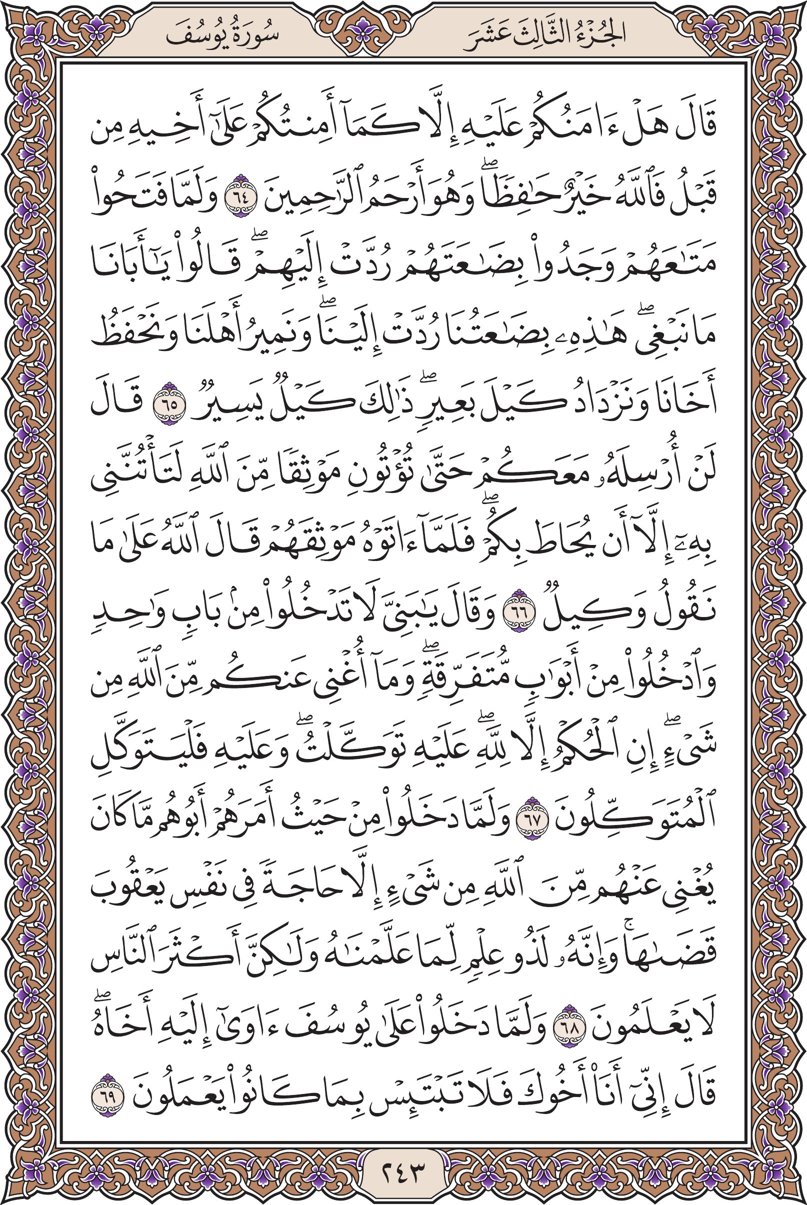 الجُزْءُ الثَّالِثَ عَشَرَ
سُورَةُ يُوسُفَ
قَالَ هَلْ ءَامَنُكُمْ عَلَيْهِ إِلَّا كَمَآ أَمِنتُكُمْ عَلَىٰٓ أَخِيهِ مِن
قَبْلُ فَٱللَّهُ خَيْرٌ حَٰفِظًاۖ وَهُوَ أَرْحَمُ ٱلرَّٰحِمِينَ ٦٤ وَلَمَّا فَتَحُوا۟
مَتَٰعَهُمْ وَجَدُوا۟ بِضَٰعَتَهُمْ رُدَّتْ إِلَيْهِمْۖ قَالُوا۟ يَٰٓأَبَانَا
مَا نَبْغِىۖ هَٰذِهِۦ بِضَٰعَتُنَا رُدَّتْ إِلَيْنَاۖ وَنَمِيرُ أَهْلَنَا وَنَحْفَظُ
أَخَانَا وَنَزْدَادُ كَيْلَ بَعِيرٍۖ ذَٰلِكَ كَيْلٌ يَسِيرٌ ٦٥ قَالَ
لَنْ أُرْسِلَهُۥ مَعَكُمْ حَتَّىٰ تُؤْتُونِ مَوْثِقًا مِّنَ ٱللَّهِ لَتَأْتُنَّنِى
بِهِۦٓ إِلَّآ أَن يُحَاطَ بِكُمْۖ فَلَمَّآ ءَاتَوْهُ مَوْثِقَهُمْ قَالَ ٱللَّهُ عَلَىٰ مَا
نَقُولُ وَكِيلٌ ٦٦ وَقَالَ يَٰبَنِىَّ لَا تَدْخُلُوا۟ مِنۢ بَابٍ وَٰحِدٍ
وَٱدْخُلُوا۟ مِنْ أَبْوَٰبٍ مُّتَفَرِّقَةٍۖ وَمَآ أُغْنِى عَنكُم مِّنَ ٱللَّهِ مِن
شَىْءٍۖ إِنِ ٱلْحُكْمُ إِلَّا لِلَّهِۖ عَلَيْهِ تَوَكَّلْتُۖ وَعَلَيْهِ فَلْيَتَوَكَّلِ
ٱلْمُتَوَكِّلُونَ ٦٧ وَلَمَّا دَخَلُوا۟ مِنْ حَيْثُ أَمَرَهُمْ أَبُوهُم مَّا كَانَ
يُغْنِى عَنْهُم مِّنَ ٱللَّهِ مِن شَىْءٍ إِلَّا حَاجَةً فِى نَفْسِ يَعْقُوبَ
قَضَىٰهَاۚ وَإِنَّهُۥ لَذُو عِلْمٍ لِّمَا عَلَّمْنَٰهُ وَلَٰكِنَّ أَكْثَرَ ٱلنَّاسِ
لَا يَعْلَمُونَ ٦٨ وَلَمَّا دَخَلُوا۟ عَلَىٰ يُوسُفَ ءَاوَىٰٓ إِلَيْهِ أَخَاهُۖ
قَالَ إِنِّىٓ أَنَا۠ أَخُوكَ فَلَا تَبْتَئِسْ بِمَا كَانُوا۟ يَعْمَلُونَ ٦٩
٢٤٣